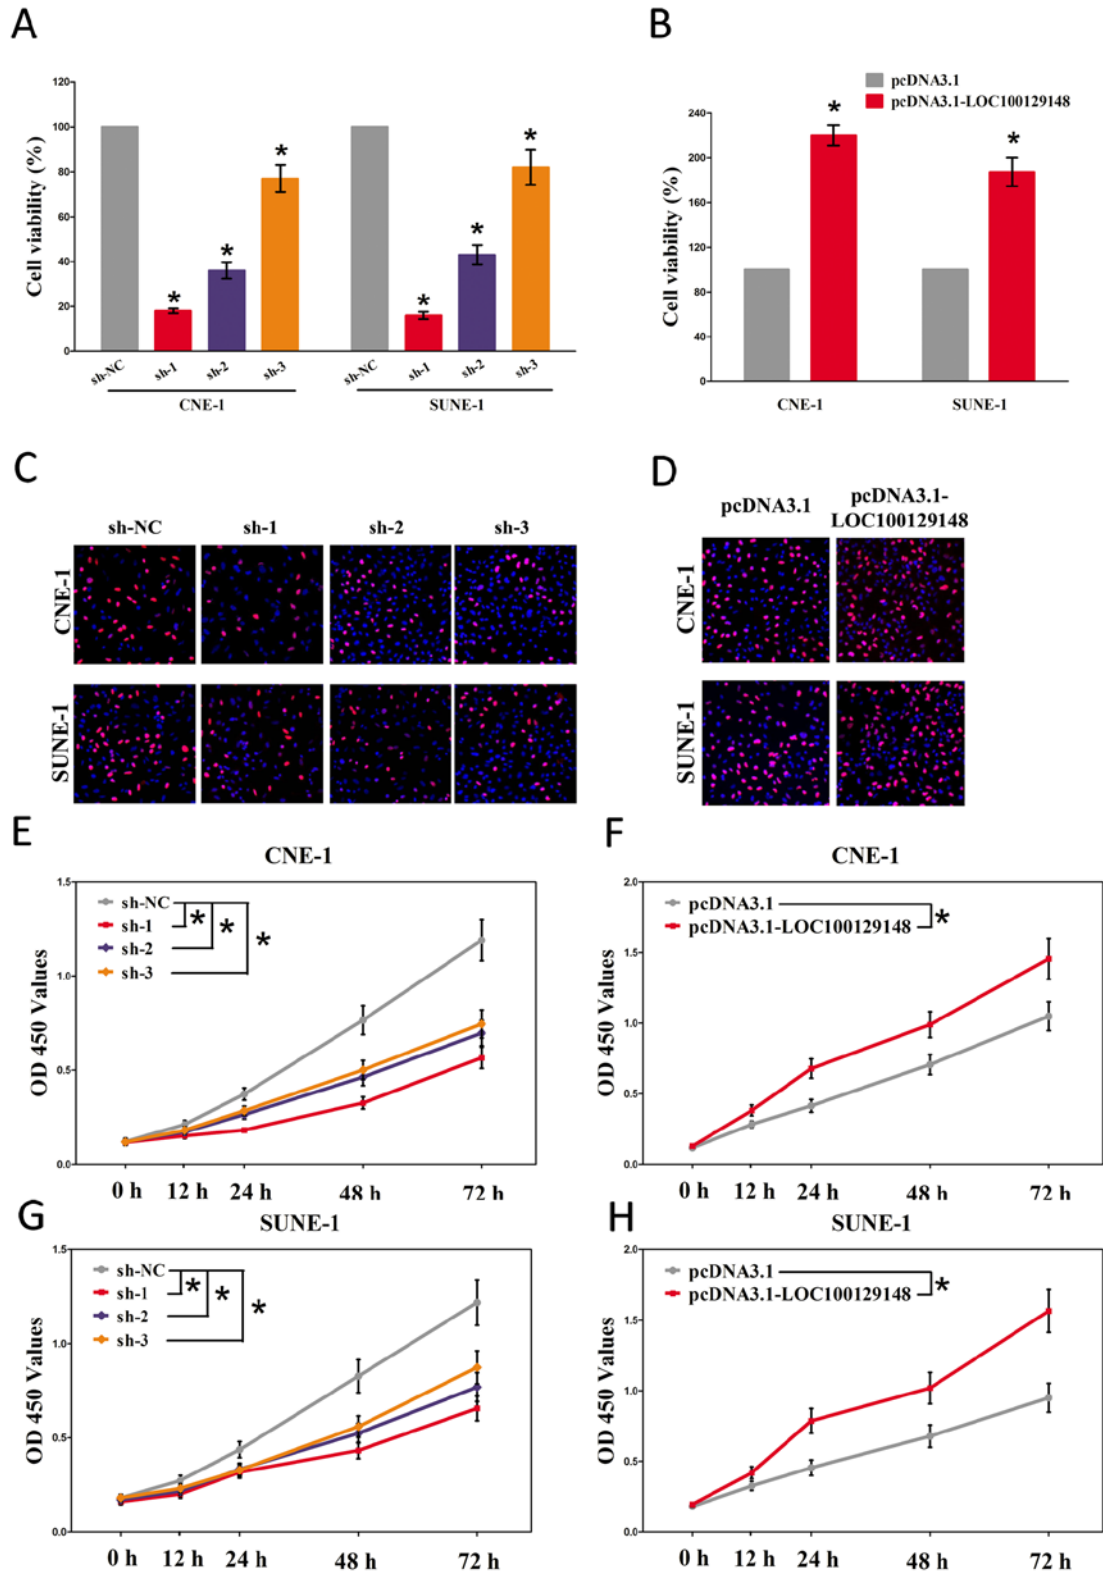 A
B
120
100
80
60
40
20
0
Cell viability (%)
*
*
*
*
*
*
sh-NC
sh-1
sh-2
sh-3
sh-NC
sh-1
sh-2
sh-3
CNE-1
SUNE-1
pcDNA3.1
pcDNA3.1-LOC100129148
240
200
160
120
80
40
0
Cell viability (%)
*
*
CNE-1
SUNE-1
C
D
sh-NC
sh-1
sh-2
sh-3
CNE-1
SUNE-1
pcDNA3.1
pcDNA3.1-
LOC100129148
CNE-1
SUNE-1
E
CNE-1
1.5
1.0
0.5
0.0
OD 450 Values
sh-NC
sh-1
sh-2
sh-3
*
*
*
0 h
12 h
24 h
48 h
72 h
F
CNE-1
2.0
1.5
1.0
0.5
0.0
OD 450 Values
pcDNA3.1
pcDNA3.1-LOC100129148
*
0 h
12 h
24 h
48 h
72 h
G
SUNE-1
1.5
1.0
0.5
0.0
OD 450 Values
sh-NC
sh-1
sh-2
sh-3
*
*
*
0 h
12 h
24 h
48 h
72 h
H
SUNE-1
2.0
1.5
1.0
0.5
0.0
OD 450 Values
pcDNA3.1
pcDNA3.1-LOC100129148
*
0 h
12 h
24 h
48 h
72 h